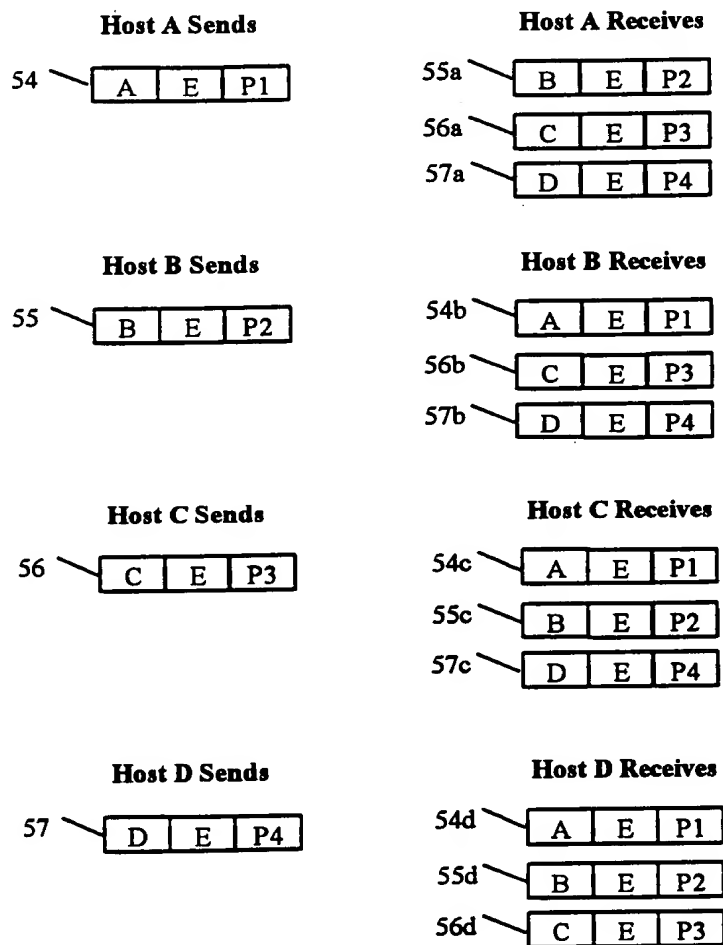 Host A Sends
54 A E P1
Host A Receives
55a B E P2
56a C E P3
57a D E P4
Host B Sends
55 B E P2
Host B Receives
54b A E P1
56b C E P3
57b D E P4
Host C Sends
56 C E P3
Host C Receives
54c A E P1
55c B E P2
57c D E P4
Host D Sends
57 D E P4
Host D Receives
54d A E P1
55d B E P2
56d C E P3